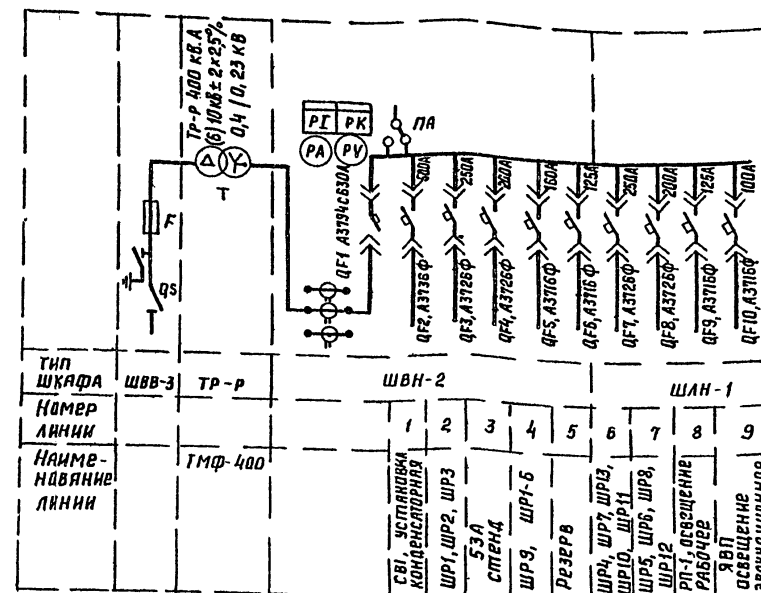 Тр-р 400 кВ.А
(6) 10кВ±2×2,5%
0,4 / 0,23 кВ
Δ Y
Т
F
QS
PI PK
PA PV
ПА
QF1 А3794С630А
500А
250А
200А
160А
125А
250А
200А
125А
100А
QF2, А3736Ф
QF3, А3726Ф
QF4, А3726Ф
QF5, А3716Ф
QF6, А3716Ф
QF7, А3726Ф
QF8, А3726Ф
QF9, А3716Ф
QF10, А3716Ф
ТИП
ШКАФА
ШВВ-3
ТР-Р
ШВН-2
ШЛН-1
Номер
линии
1 2 3 4 5 6 7 8 9
НАИМЕ-
НОВАНИЕ
ЛИНИИ
ТМФ-400
СВ1, УСТАНОВКА
КОНДЕНСАТОРНАЯ
ШР1, ШР2, ШР3
53А
СТЕНД
ШР9, ШР1-Б
Резерв
ШР4, ШР7, ШР13,
ШР10, ШР11
ШР5, ШР6, ШР8,
ШР12
РП-1, освещение
РАБОЧЕЕ
ЯВП
освещение
эвакуационное